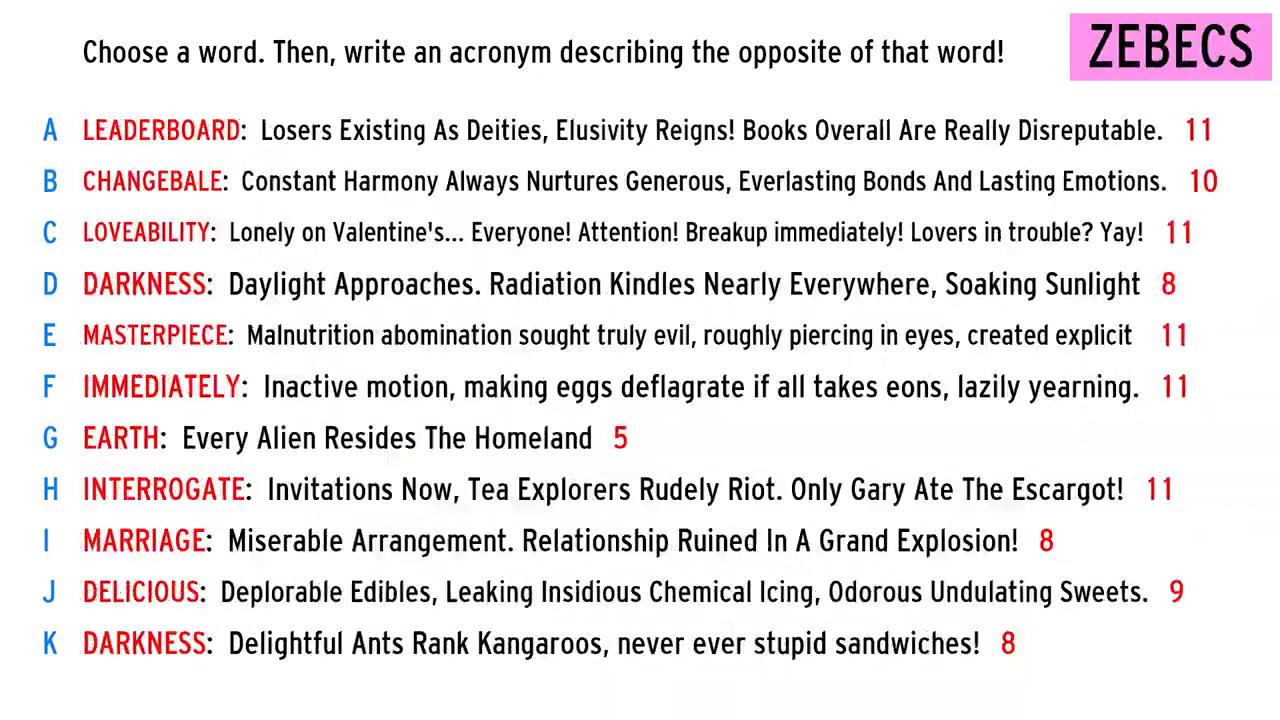 Choose a word. Then, write an acronym describing the opposite of that word!
ZEBECS
A LEADERBOARD: Losers Existing As Deities, Elusivity Reigns! Books Overall Are Really Disreputable. 11
B CHANGEBALE: Constant Harmony Always Nurtures Generous, Everlasting Bonds And Lasting Emotions. 10
C LOVEABILITY: Lonely on Valentine's... Everyone! Attention! Breakup immediately! Lovers in trouble? Yay! 11
D DARKNESS: Daylight Approaches. Radiation Kindles Nearly Everywhere, Soaking Sunlight 8
E MASTERPIECE: Malnutrition abomination sought truly evil, roughly piercing in eyes, created explicit 11
F IMMEDIATELY: Inactive motion, making eggs deflagrate if all takes eons, lazily yearning. 11
G EARTH: Every Alien Resides The Homeland 5
H INTERROGATE: Invitations Now, Tea Explorers Rudely Riot. Only Gary Ate The Escargot! 11
I MARRIAGE: Miserable Arrangement. Relationship Ruined In A Grand Explosion! 8
J DELICIOUS: Deplorable Edibles, Leaking Insidious Chemical Icing, Odorous Undulating Sweets. 9
K DARKNESS: Delightful Ants Rank Kangaroos, never ever stupid sandwiches! 8